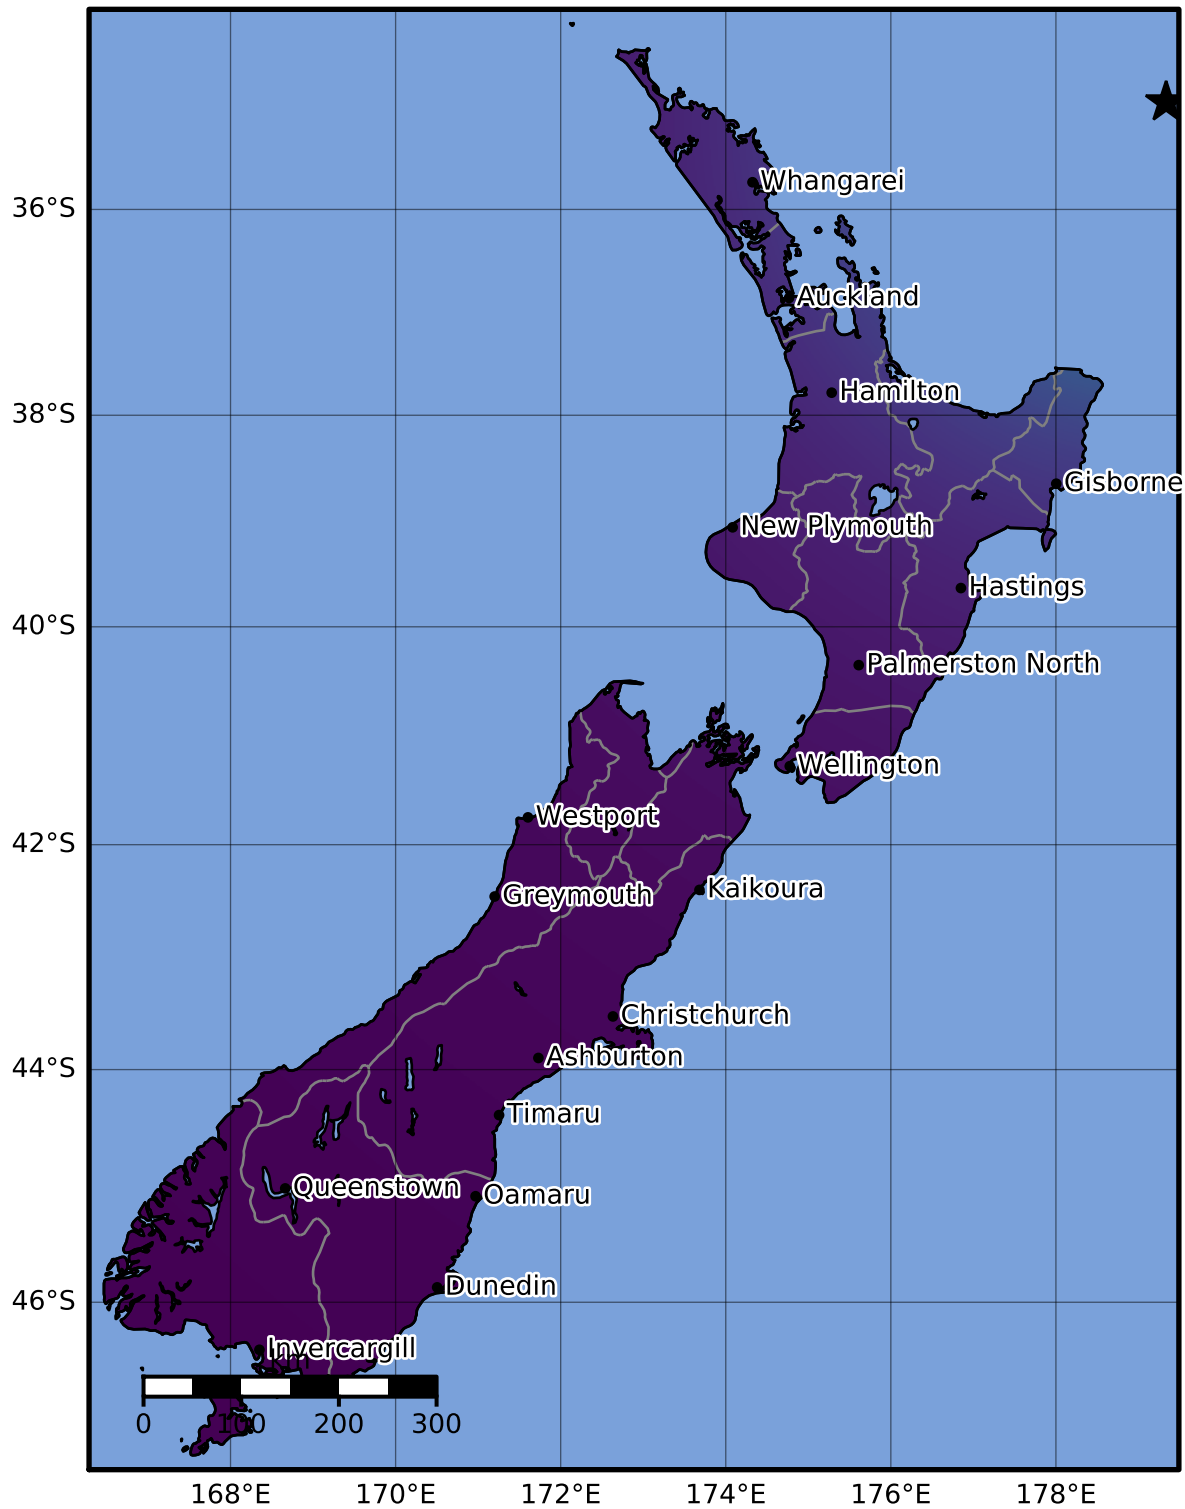 Whangarei
36°S
Auckland
Hamilton
38°S
Gisborne
New Plymouth
Hastings
40°S
Palmerston North
Wellington
Westport
42°S
Kaikoura
Greymouth
Christchurch
Ashburton
44°S
Timaru
Queenstown
Oamaru
Dunedin
46°S
Invercargill
km
0 100 200 300
168°E 170°E 172°E 174°E 176°E 178°E